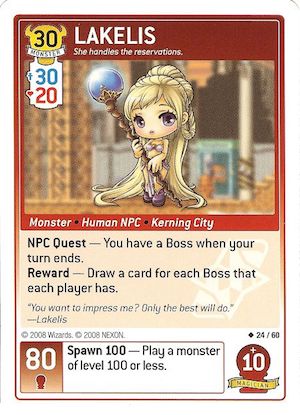 30
MONSTER
LAKELIS
She handles the reservations.
30
20
Monster • Human NPC • Kerning City
NPC Quest — You have a Boss when your
turn ends.
Reward — Draw a card for each Boss that
each player has.
"You want to impress me? Only the best will do."
—Lakelis
© 2008 Wizards. © 2008 NEXON.
◆ 24 / 60
80
Spawn 100 — Play a monster
of level 100 or less.
+
10
MAGICIAN